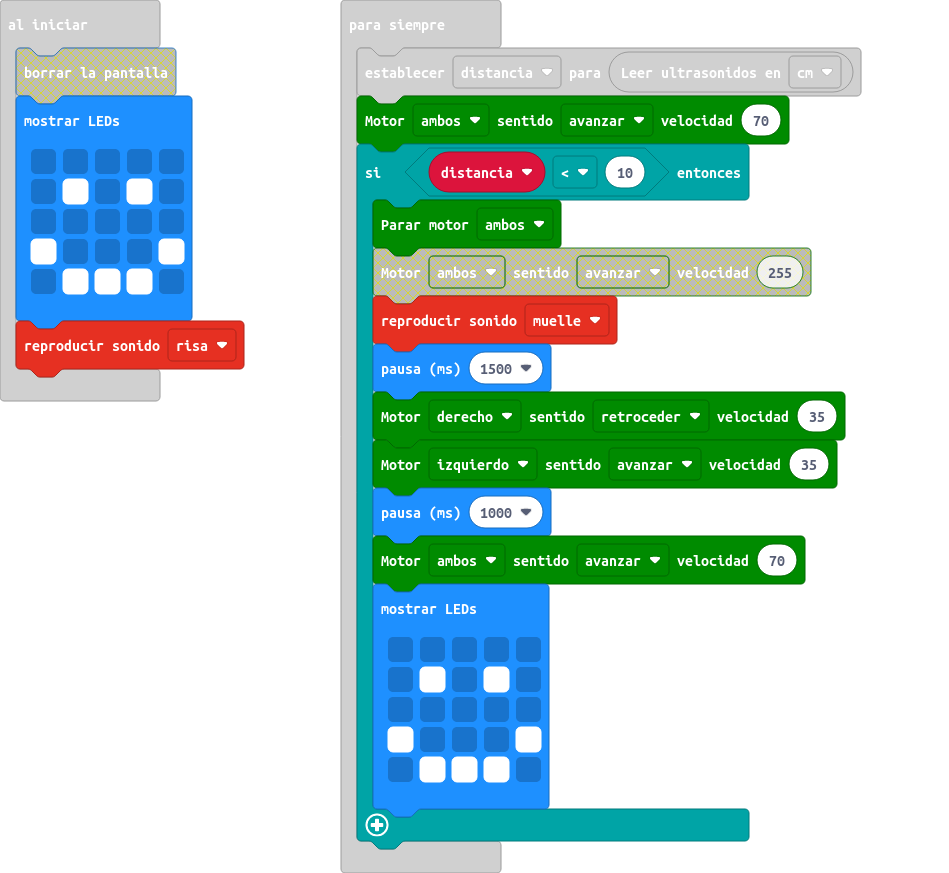 al iniciar
borrar la pantalla
mostrar LEDs
reproducir sonido risa
para siempre
establecer distancia para Leer ultrasonidos en cm
Motor ambos sentido avanzar velocidad 70
si distancia < 10 entonces
Parar motor ambos
Motor ambos sentido avanzar velocidad 255
reproducir sonido muelle
pausa (ms) 1500
Motor derecho sentido retroceder velocidad 35
Motor izquierdo sentido avanzar velocidad 35
pausa (ms) 1000
Motor ambos sentido avanzar velocidad 70
mostrar LEDs